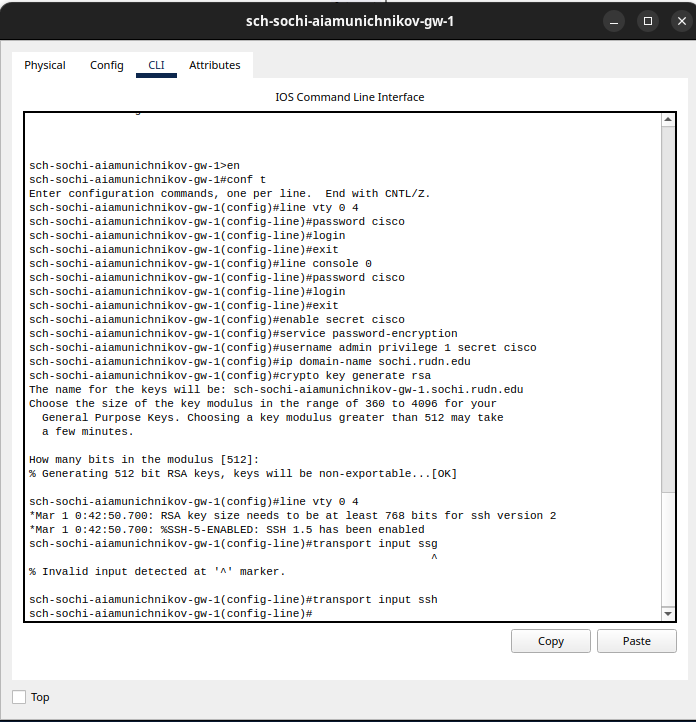 sch-sochi-aiamunichnikov-gw-1
Physical Config CLI Attributes
IOS Command Line Interface
sch-sochi-aiamunichnikov-gw-1>en
sch-sochi-aiamunichnikov-gw-1#conf t
Enter configuration commands, one per line.  End with CNTL/Z.
sch-sochi-aiamunichnikov-gw-1(config)#line vty 0 4
sch-sochi-aiamunichnikov-gw-1(config-line)#password cisco
sch-sochi-aiamunichnikov-gw-1(config-line)#login
sch-sochi-aiamunichnikov-gw-1(config-line)#exit
sch-sochi-aiamunichnikov-gw-1(config)#line console 0
sch-sochi-aiamunichnikov-gw-1(config-line)#password cisco
sch-sochi-aiamunichnikov-gw-1(config-line)#login
sch-sochi-aiamunichnikov-gw-1(config-line)#exit
sch-sochi-aiamunichnikov-gw-1(config)#enable secret cisco
sch-sochi-aiamunichnikov-gw-1(config)#service password-encryption
sch-sochi-aiamunichnikov-gw-1(config)#username admin privilege 1 secret cisco
sch-sochi-aiamunichnikov-gw-1(config)#ip domain-name sochi.rudn.edu
sch-sochi-aiamunichnikov-gw-1(config)#crypto key generate rsa
The name for the keys will be: sch-sochi-aiamunichnikov-gw-1.sochi.rudn.edu
Choose the size of the key modulus in the range of 360 to 4096 for your
  General Purpose Keys. Choosing a key modulus greater than 512 may take
  a few minutes.
How many bits in the modulus [512]:
% Generating 512 bit RSA keys, keys will be non-exportable...[OK]
sch-sochi-aiamunichnikov-gw-1(config)#line vty 0 4
*Mar 1 0:42:50.700: RSA key size needs to be at least 768 bits for ssh version 2
*Mar 1 0:42:50.700: %SSH-5-ENABLED: SSH 1.5 has been enabled
sch-sochi-aiamunichnikov-gw-1(config-line)#transport input ssg
^
% Invalid input detected at '^' marker.
sch-sochi-aiamunichnikov-gw-1(config-line)#transport input ssh
sch-sochi-aiamunichnikov-gw-1(config-line)#
Copy Paste
Top